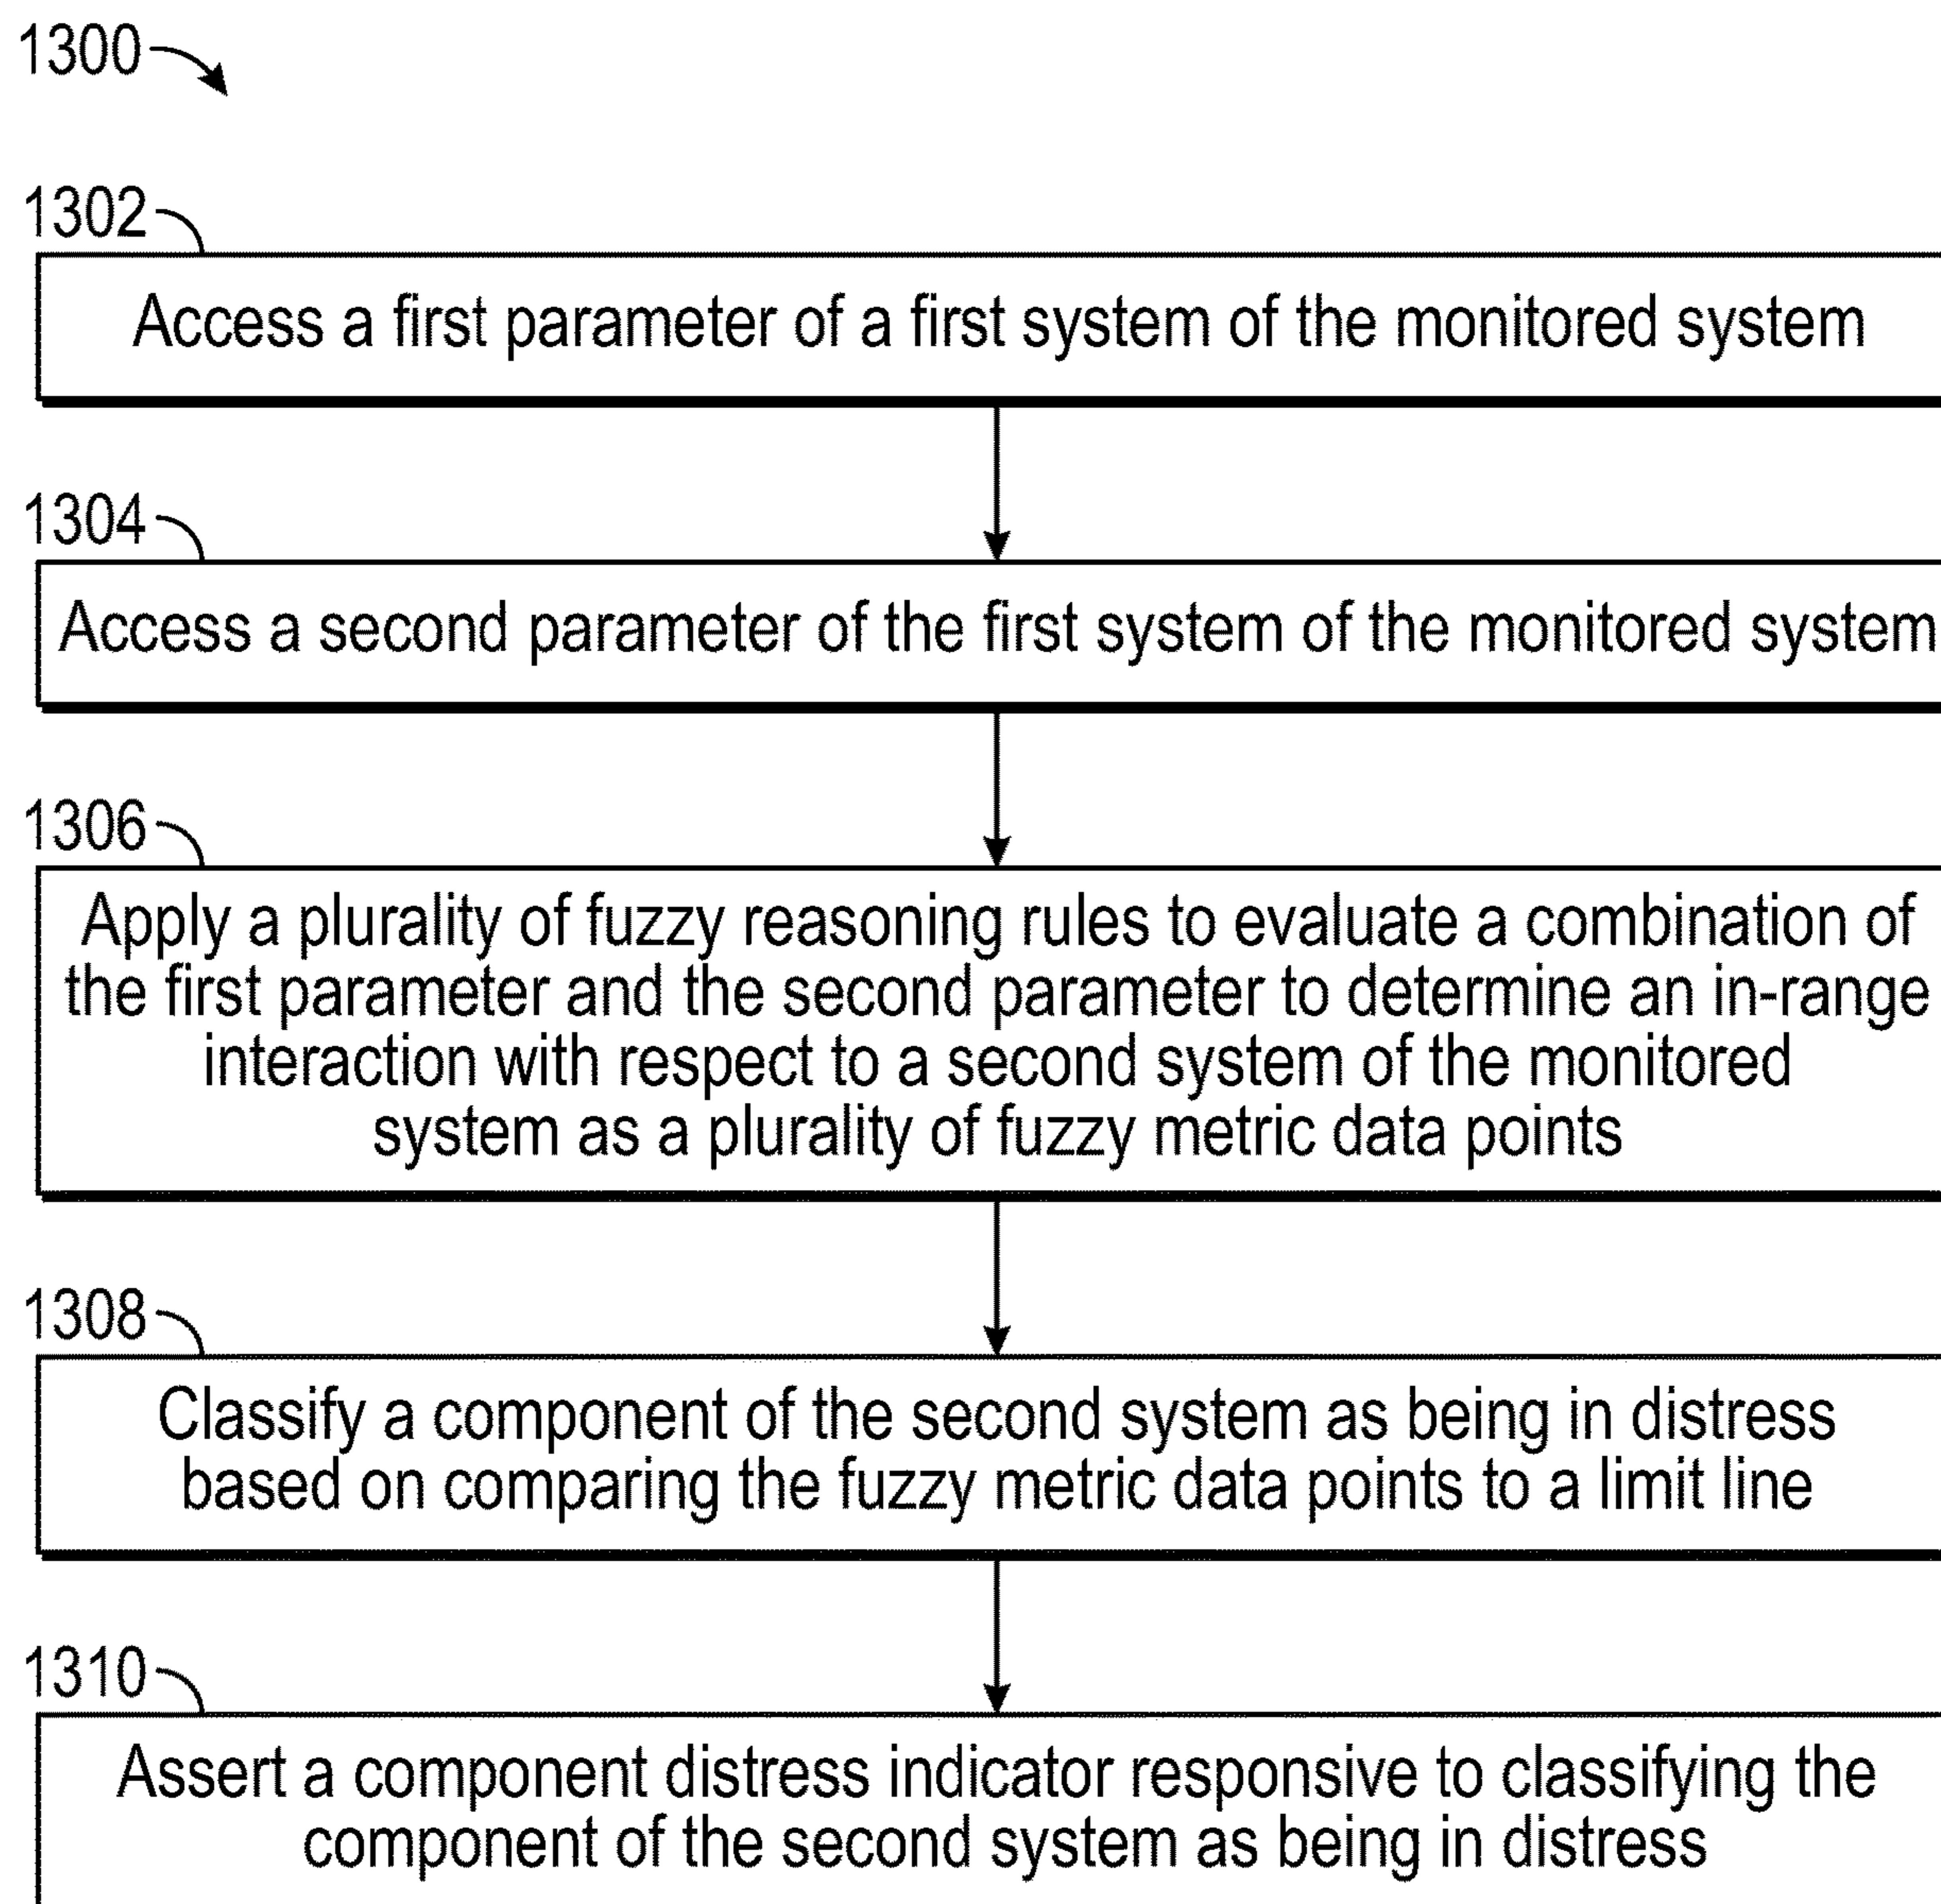 1300
1302
Access a first parameter of a first system of the monitored system
1304
Access a second parameter of the first system of the monitored system
1306
Apply a plurality of fuzzy reasoning rules to evaluate a combination of
the first parameter and the second parameter to determine an in-range
interaction with respect to a second system of the monitored
system as a plurality of fuzzy metric data points
1308
Classify a component of the second system as being in distress
based on comparing the fuzzy metric data points to a limit line
1310
Assert a component distress indicator responsive to classifying the
component of the second system as being in distress